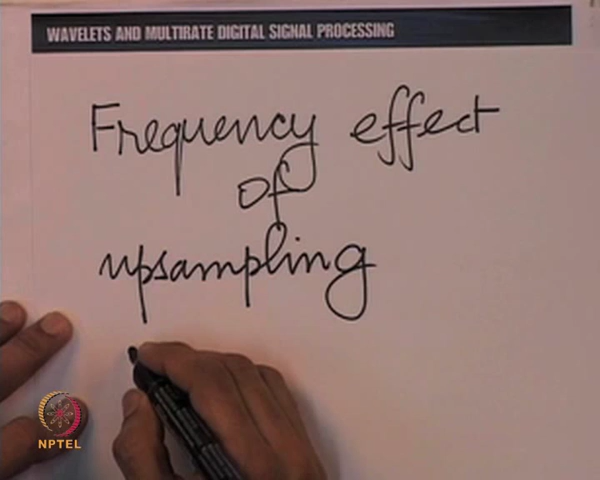 WAVELETS AND MULTIRATE DIGITAL SIGNAL PROCESSING
Frequency effect
of
upsampling
NPTEL